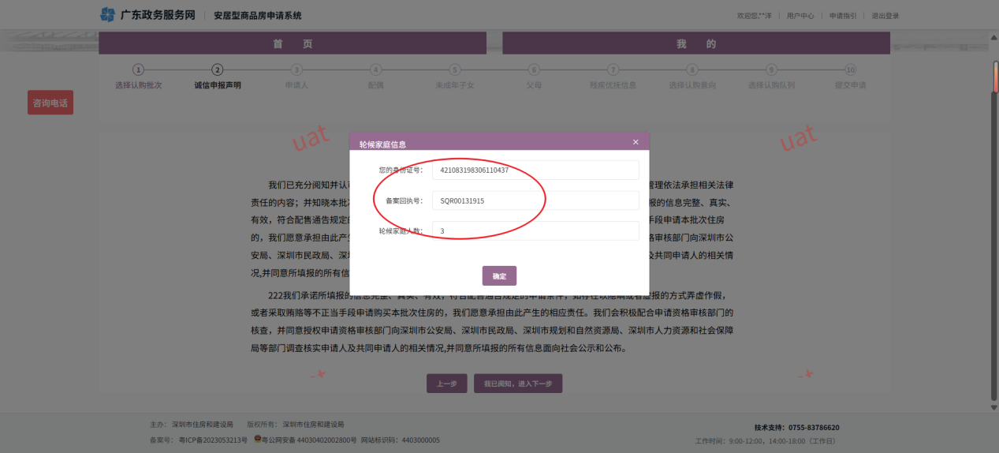 广东政务服务网 安居型商品房申请系统 欢迎您,**洋 用户中心 申请指引 退出登录
首 页 我 的
1 2 3 4 5 6 7 8 9 10
选择认购批次 诚信申报声明 申请人 配偶 未成年子女 父母 残疾优抚信息 选择认购意向 选择认购队列 提交申请
咨询电话
uat uat
轮候家庭信息 ×
您的身份证号： 421083198306110437
我们已充分阅知并认 管理依法承担相关法律
备案回执号： SQR00131915
责任的内容；并知晓本批 报的信息完整、真实、
有效，符合配售通告规定 手段申请本批次住房
轮候家庭人数： 3
的，我们愿意承担由此产 格审核部门向深圳市公
安局、深圳市民政局、深 及共同申请人的相关情
况,并同意所填报的所有信
确定
222我们承诺所填报的信息完整、真实、有效，符合配售通告规定的申请条件，如存在以隐瞒或者虚报的方式弄虚作假，
或者采取贿赂等不正当手段申请购买本批次住房的，我们愿意承担由此产生的相应责任。我们会积极配合申请资格审核部门的
核查，并同意授权申请资格审核部门向深圳市公安局、深圳市民政局、深圳市规划和自然资源局、深圳市人力资源和社会保障
局等部门调查核实申请人及共同申请人的相关情况,并同意所填报的所有信息面向社会公示和公布。
上一步 我已阅知，进入下一步
主办： 深圳市住房和建设局 版权所有： 深圳市住房和建设局
技术支持：0755-83786620
备案号： 粤ICP备2023053213号 粤公网安备 44030402002800号 网站标识码：4403000005
工作时间：9:00-12:00，14:00-18:00（工作日）